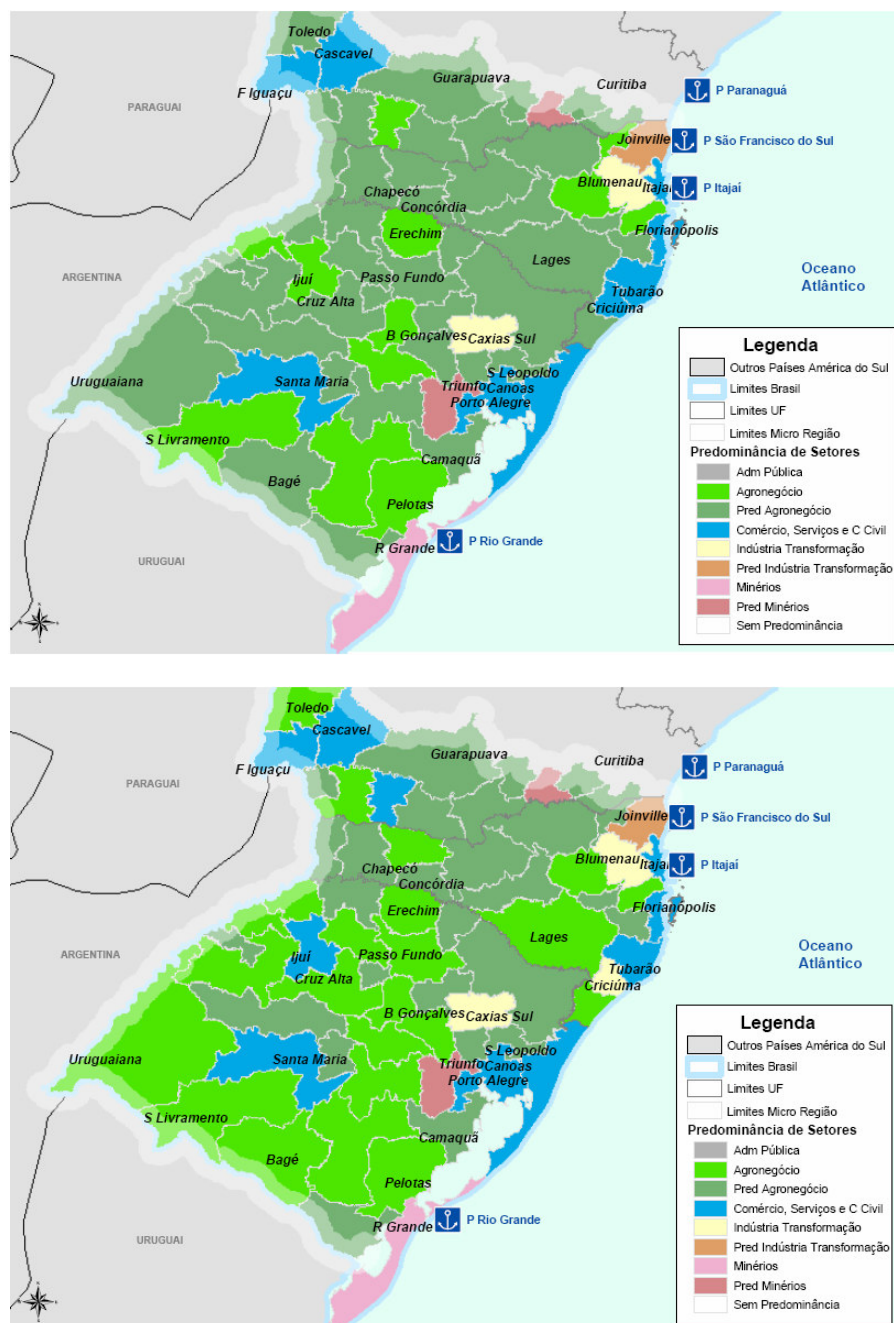 Toledo
Cascavel
Guarapuava
Curitiba
F Iguaçu
P Paranaguá
PARAGUAI
Joinville
P São Francisco do Sul
Blumenau
Itajaí
P Itajaí
Chapecó
Concórdia
Erechim
Florianópolis
Lages
Ijuí
Passo Fundo
Cruz Alta
ARGENTINA
Oceano
Atlântico
Tubarão
Criciúma
B Gonçalves
Caxias Sul
S Leopoldo
Uruguaiana
Santa Maria
Triunfo
Canoas
Porto Alegre
S Livramento
Camaquã
Bagé
Pelotas
R Grande
P Rio Grande
URUGUAI
Legenda
Outros Países América do Sul
Limites Brasil
Limites UF
Limites Micro Região
Predominância de Setores
Adm Pública
Agronegócio
Pred Agronegócio
Comércio, Serviços e C Civil
Indústria Transformação
Pred Indústria Transformação
Minérios
Pred Minérios
Sem Predominância
Toledo
Cascavel
Guarapuava
Curitiba
F Iguaçu
P Paranaguá
PARAGUAI
Joinville
P São Francisco do Sul
Blumenau
Itajaí
P Itajaí
Chapecó
Concórdia
Erechim
Florianópolis
Lages
Ijuí
Passo Fundo
Cruz Alta
ARGENTINA
Oceano
Atlântico
Tubarão
Criciúma
B Gonçalves
Caxias Sul
S Leopoldo
Uruguaiana
Santa Maria
Triunfo
Canoas
Porto Alegre
S Livramento
Camaquã
Bagé
Pelotas
R Grande
P Rio Grande
URUGUAI
Legenda
Outros Países América do Sul
Limites Brasil
Limites UF
Limites Micro Região
Predominância de Setores
Adm Pública
Agronegócio
Pred Agronegócio
Comércio, Serviços e C Civil
Indústria Transformação
Pred Indústria Transformação
Minérios
Pred Minérios
Sem Predominância